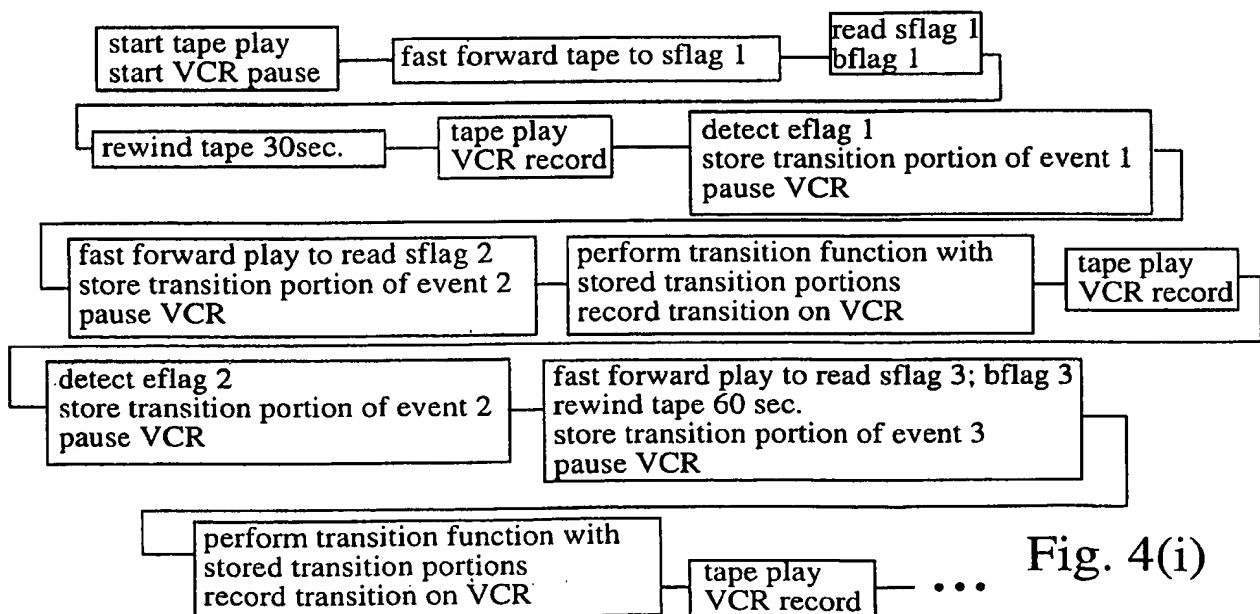 start tape play
start VCR pause
fast forward tape to sflag 1
read sflag 1
bflag 1
rewind tape 30sec.
tape play
VCR record
detect eflag 1
store transition portion of event 1
pause VCR
fast forward play to read sflag 2
store transition portion of event 2
pause VCR
perform transition function with
stored transition portions
record transition on VCR
tape play
VCR record
detect eflag 2
store transition portion of event 2
pause VCR
fast forward play to read sflag 3; bflag 3
rewind tape 60 sec.
store transition portion of event 3
pause VCR
perform transition function with
stored transition portions
record transition on VCR
tape play
VCR record
•••
Fig. 4(i)